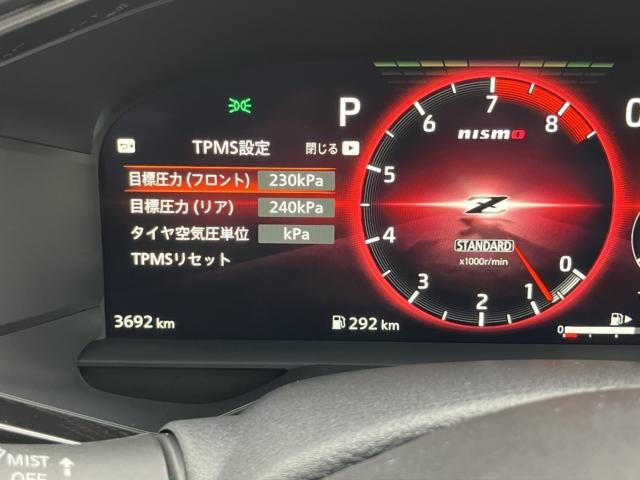 P
TPMS設定
閉じる
目標圧力(フロント) 230kPa
目標圧力(リア) 240kPa
タイヤ空気圧単位 kPa
TPMSリセット
3692 km
292 km
nismo
Z
STANDARD
x1000r/min
0
1
2
3
4
5
6
7
8
0
0
MIST
OFF